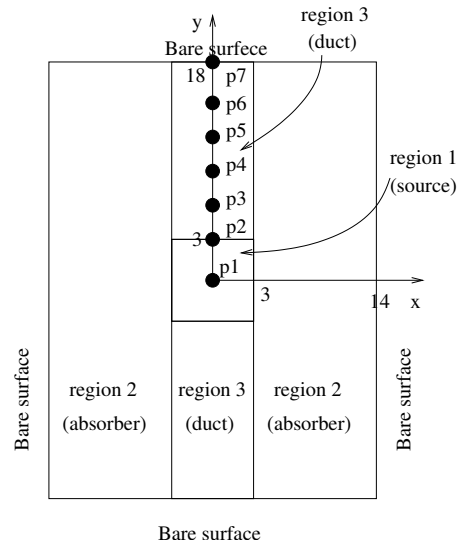 y
region 3
(duct)
Bare surfece
18
p7
p6
p5
p4
region 1
(source)
p3
p2
3
p1
3
14
x
region 2
(absorber)
region 3
(duct)
region 2
(absorber)
Bare surface
Bare surface
Bare surface